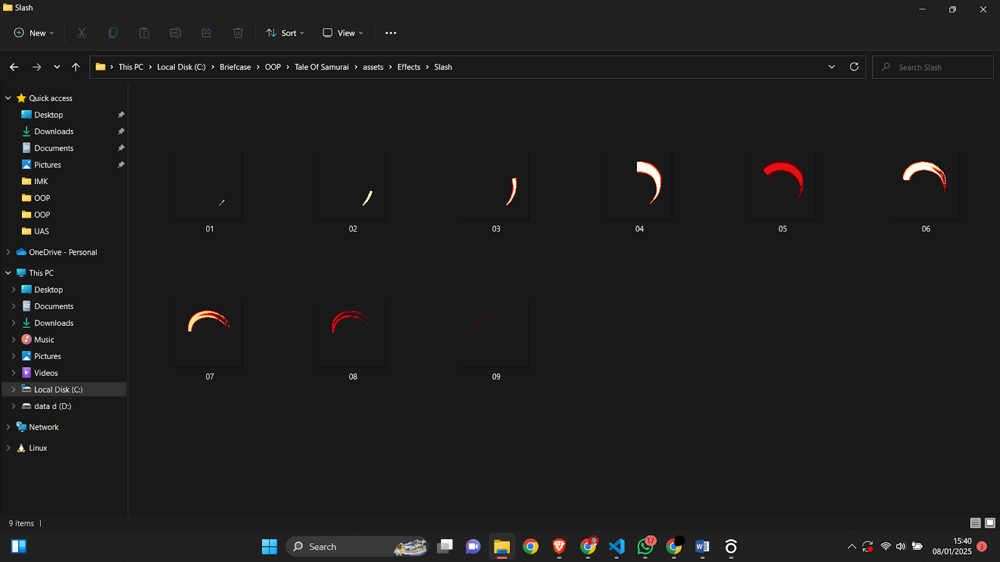 Slash
New
Sort
View
This PC
Local Disk (C:)
Briefcase
OOP
Tale Of Samurai
assets
Effects
Slash
Search Slash
Quick access
Desktop
Downloads
Documents
Pictures
IMK
OOP
OOP
UAS
OneDrive - Personal
This PC
Desktop
Documents
Downloads
Music
Pictures
Videos
Local Disk (C:)
data d (D:)
Network
Linux
01
02
03
04
05
06
07
08
09
9 items
Search
17
W
15:40
08/01/2025
3